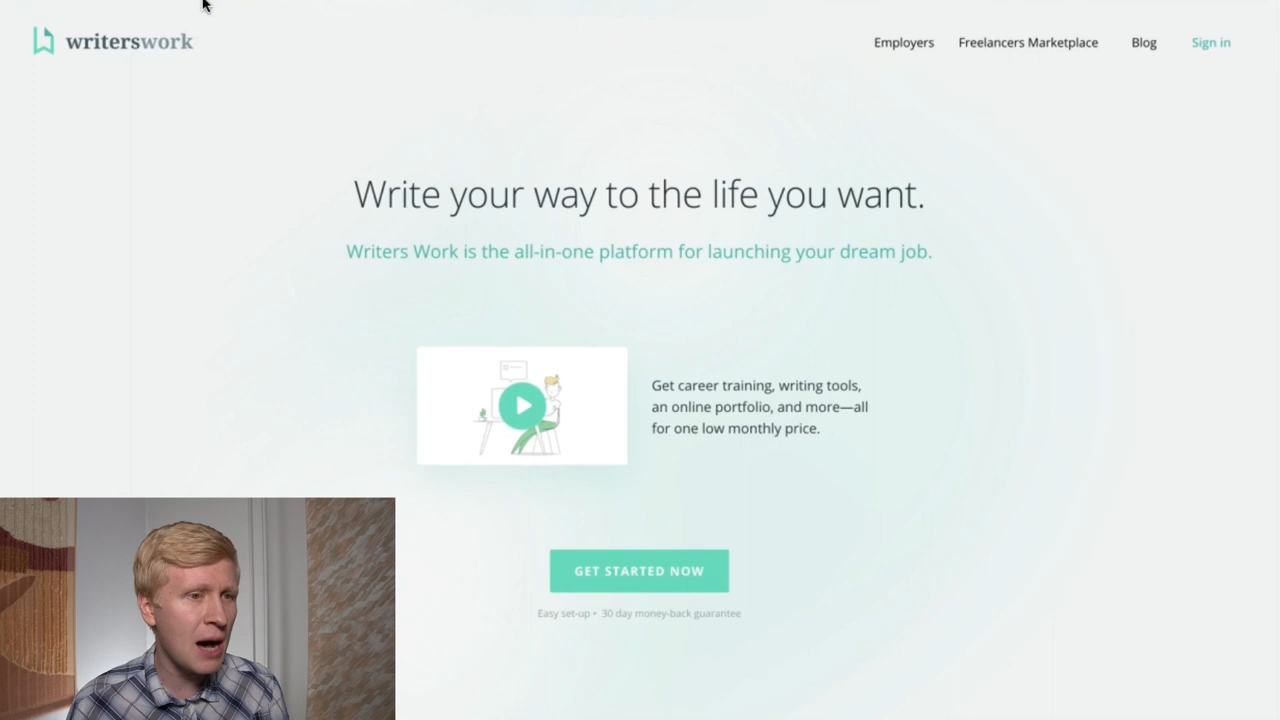 writerswork
Employers
Freelancers Marketplace
Blog
Sign in
Write your way to the life you want.
Writers Work is the all-in-one platform for launching your dream job.
Get career training, writing tools,
an online portfolio, and more—all
for one low monthly price.
GET STARTED NOW
Easy set-up • 30 day money-back guarantee